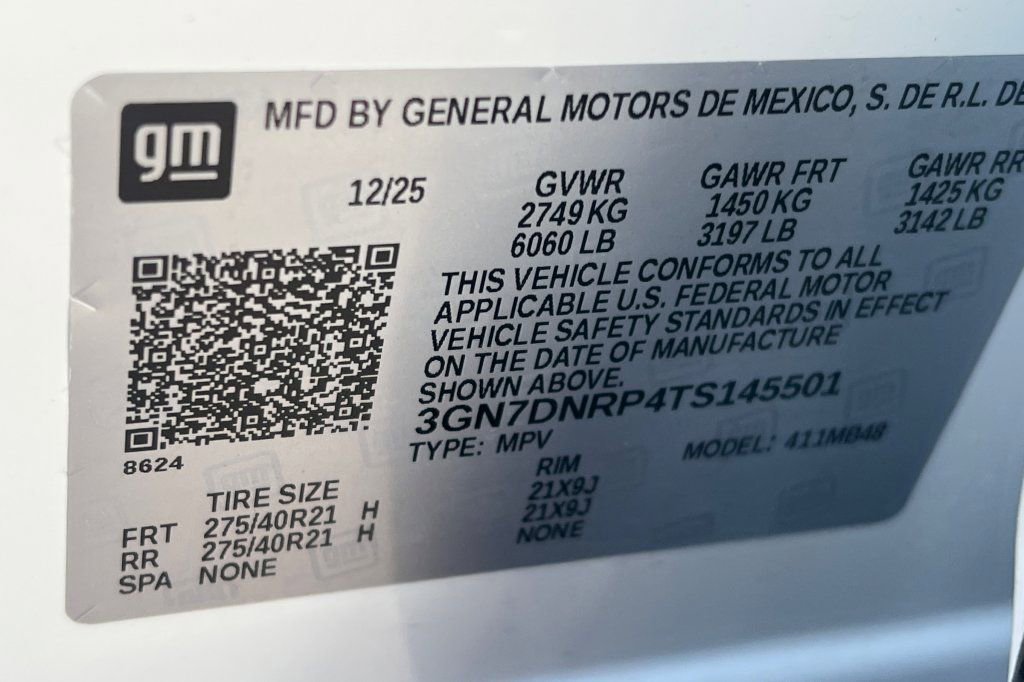 gm
MFD BY GENERAL MOTORS DE MEXICO, S. DE R.L. DE
12/25
GVWR GAWR FRT GAWR RR
2749 KG 1450 KG 1425 KG
6060 LB 3197 LB 3142 LB
THIS VEHICLE CONFORMS TO ALL
APPLICABLE U.S. FEDERAL MOTOR
VEHICLE SAFETY STANDARDS IN EFFECT
ON THE DATE OF MANUFACTURE
SHOWN ABOVE.
3GN7DNRP4TS145501
TYPE: MPV MODEL: 411MB48
8624
TIRE SIZE RIM
FRT 275/40R21 H 21X9J
RR 275/40R21 H 21X9J
SPA NONE NONE